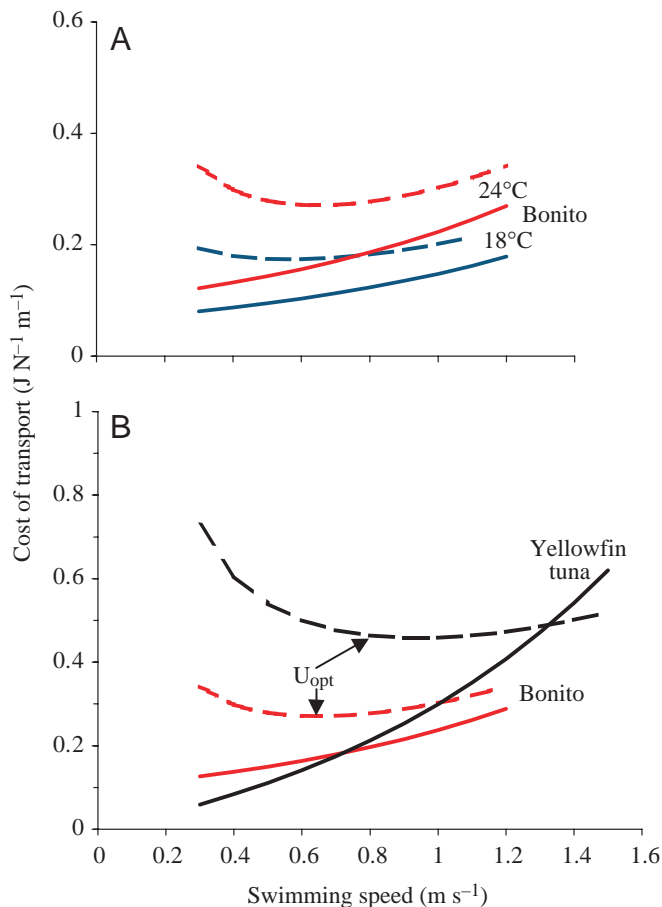 A
0.6
0.4
0.2
0
24°C
Bonito
18°C
Cost of transport (J N⁻¹ m⁻¹)
B
1
0.8
0.6
0.4
0.2
0
Yellowfin
tuna
Uopt
Bonito
0 0.2 0.4 0.6 0.8 1.0 1.2 1.4 1.6
Swimming speed (m s⁻¹)